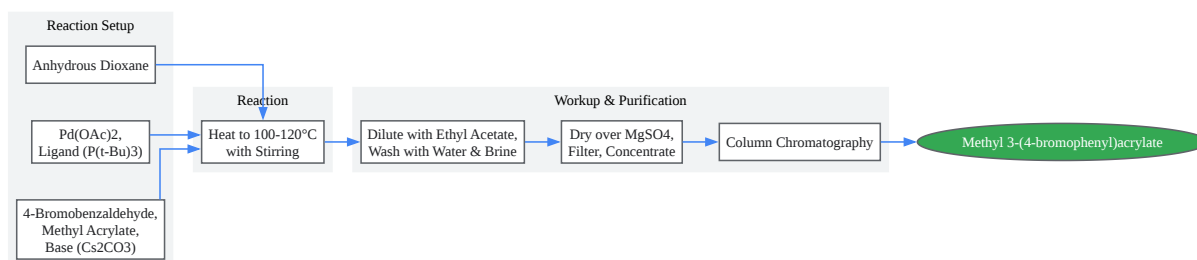 Reaction Setup
Anhydrous Dioxane
Pd(OAc)2,
Ligand (P(t-Bu)3)
4-Bromobenzaldehyde,
Methyl Acrylate,
Base (Cs2CO3)
Reaction
Heat to 100-120°C
with Stirring
Workup & Purification
Dilute with Ethyl Acetate,
Wash with Water & Brine
Dry over MgSO4,
Filter, Concentrate
Column Chromatography
Methyl 3-(4-bromophenyl)acrylate